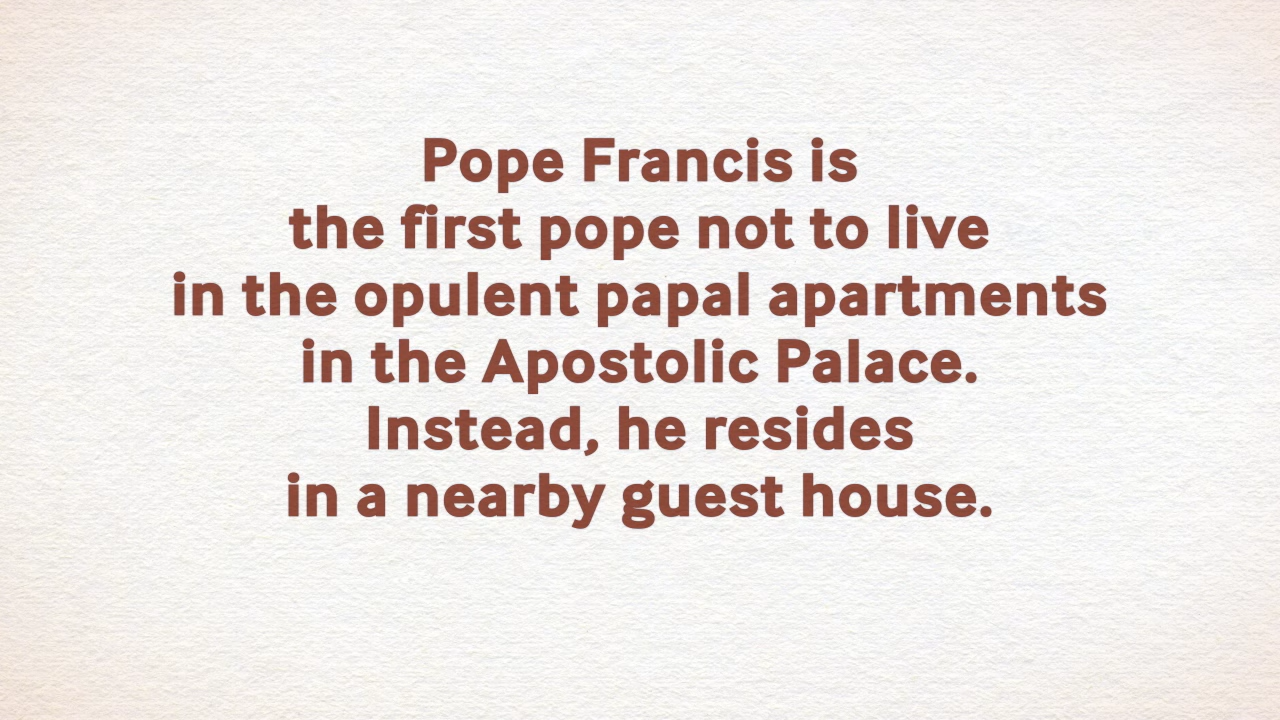 Pope Francis is
the first pope not to live
in the opulent papal apartments
in the Apostolic Palace.
Instead, he resides
in a nearby guest house.